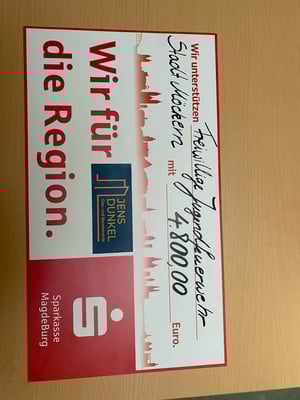 Wir unterstützen Freiwillige Jugendfeuerwehr-
Stadt Möckern mit 4.800,00 Euro.
Wir für
die Region.
JENS
DUNKEL
Sparkasse
MagdeBurg